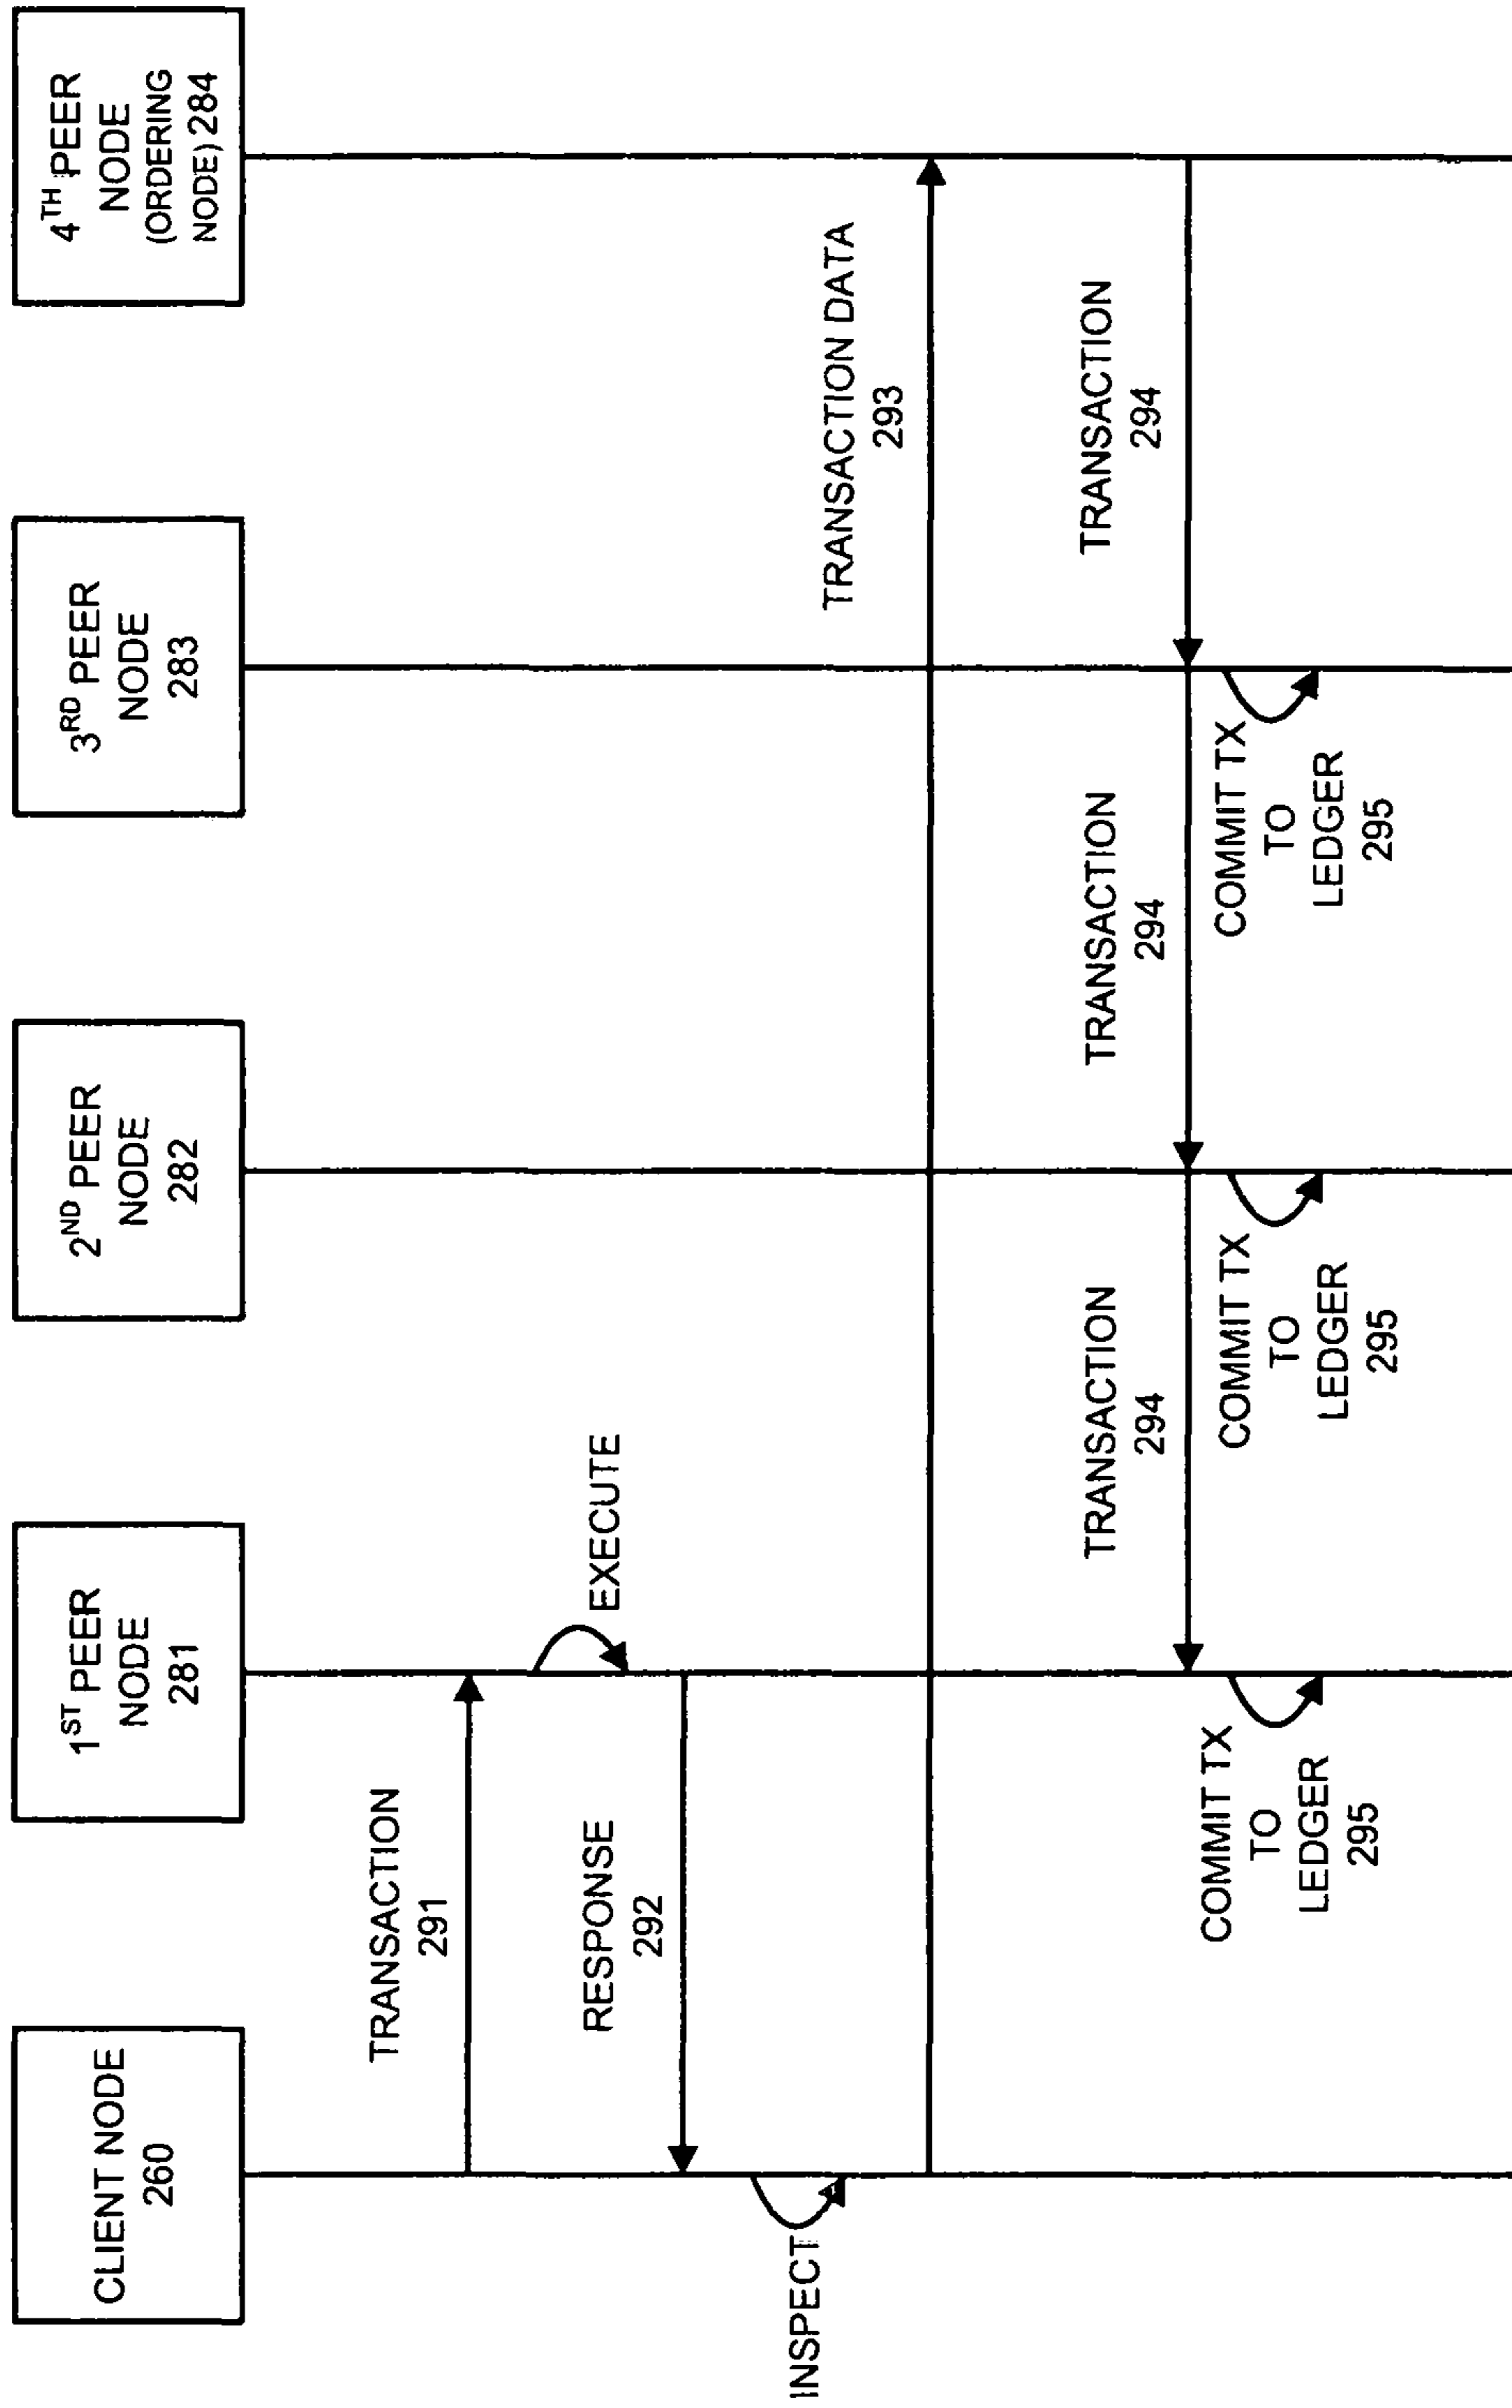 CLIENT NODE
260
1ST PEER
NODE
281
2ND PEER
NODE
282
3RD PEER
NODE
283
4TH PEER
NODE
(ORDERING
NODE) 284
TRANSACTION
291
EXECUTE
RESPONSE
292
INSPECT
TRANSACTION DATA
293
TRANSACTION
294
TRANSACTION
294
TRANSACTION
294
COMMIT TX
TO
LEDGER
295
COMMIT TX
TO
LEDGER
295
COMMIT TX
TO
LEDGER
295